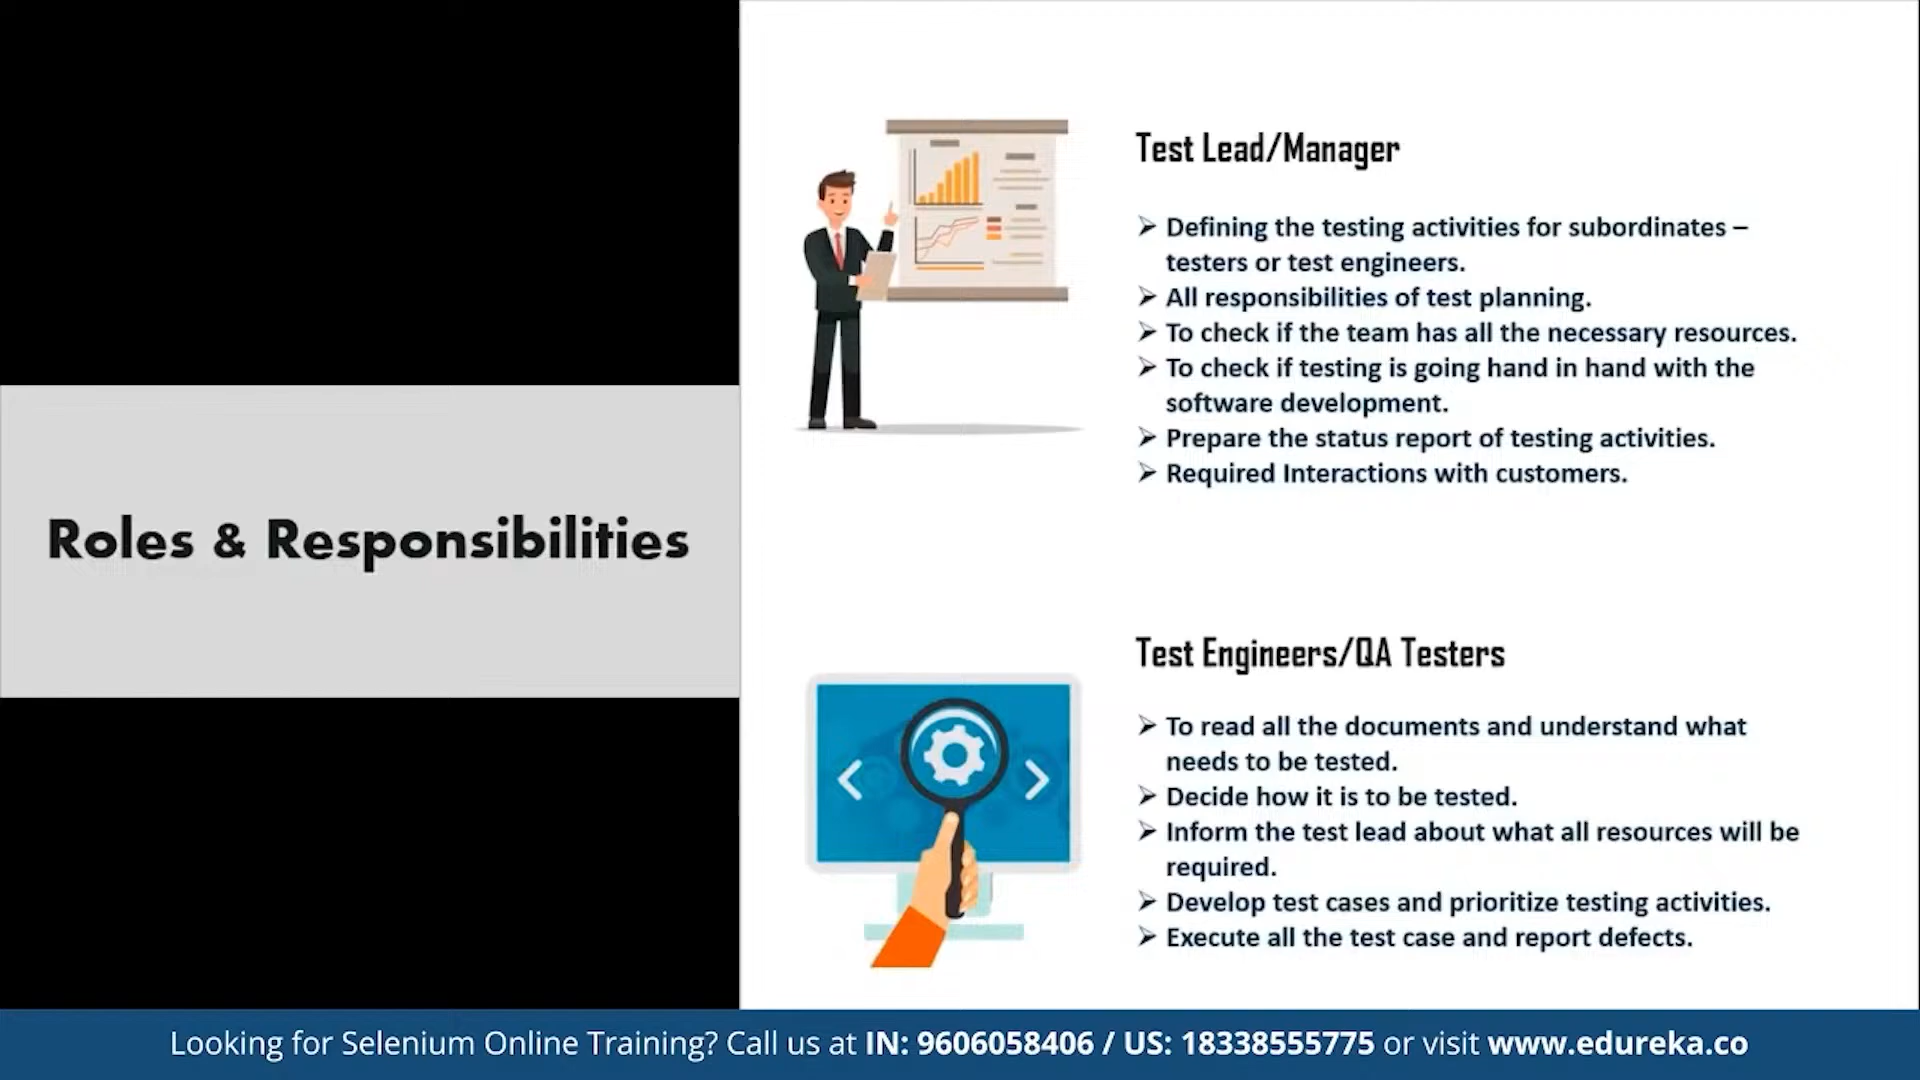 Roles & Responsibilities
Test Lead/Manager
➢ Defining the testing activities for subordinates –
testers or test engineers.
➢ All responsibilities of test planning.
➢ To check if the team has all the necessary resources.
➢ To check if testing is going hand in hand with the
software development.
➢ Prepare the status report of testing activities.
➢ Required Interactions with customers.
Test Engineers/QA Testers
➢ To read all the documents and understand what
needs to be tested.
➢ Decide how it is to be tested.
➢ Inform the test lead about what all resources will be
required.
➢ Develop test cases and prioritize testing activities.
➢ Execute all the test case and report defects.
Looking for Selenium Online Training? Call us at IN: 9606058406 / US: 18338555775 or visit www.edureka.co